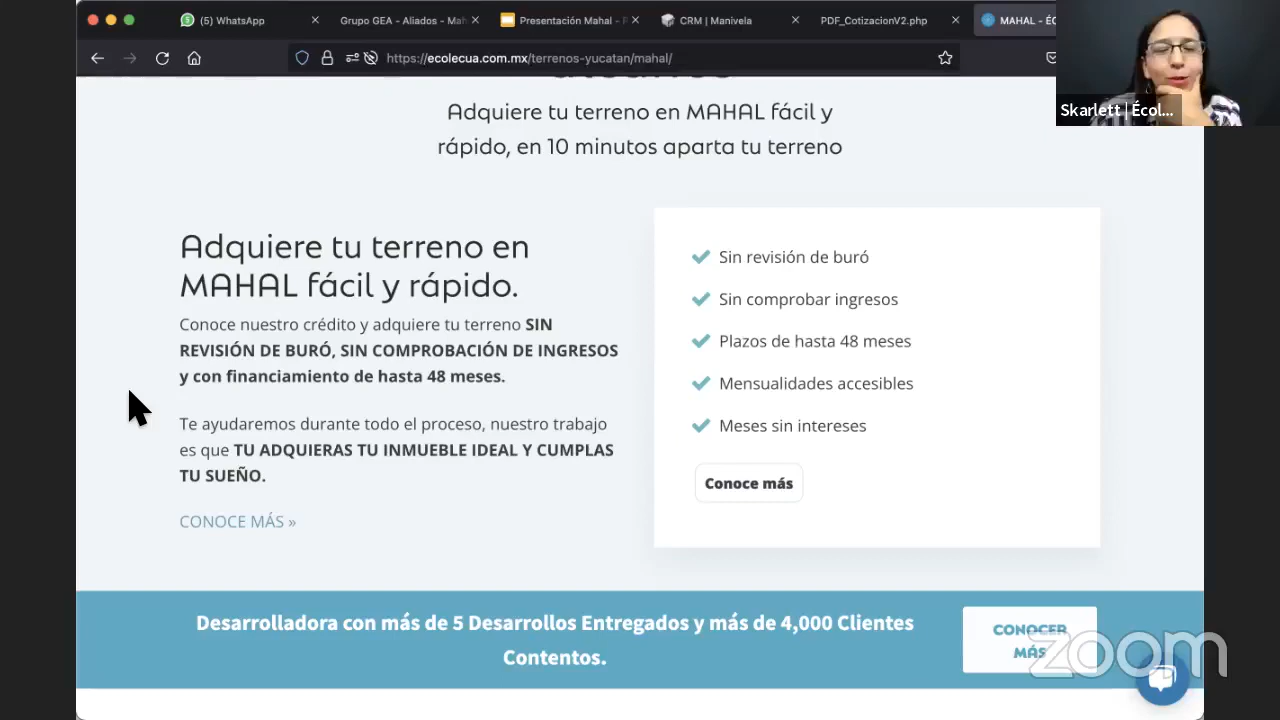 (5) WhatsApp
Grupo GEA - Aliados - Mah
Presentación Mahal -
CRM | Manivela
PDF_CotizacionV2.php
MAHAL - ÉC
https://ecolecua.com.mx/terrenos-yucatan/mahal/
Skarlett | Écol...
Adquiere tu terreno en MAHAL fácil y
rápido, en 10 minutos aparta tu terreno
Adquiere tu terreno en
MAHAL fácil y rápido.
Conoce nuestro crédito y adquiere tu terreno SIN
REVISIÓN DE BURÓ, SIN COMPROBACIÓN DE INGRESOS
y con financiamiento de hasta 48 meses.
Te ayudaremos durante todo el proceso, nuestro trabajo
es que TU ADQUIERAS TU INMUEBLE IDEAL Y CUMPLAS
TU SUEÑO.
CONOCE MÁS »
Sin revisión de buró
Sin comprobar ingresos
Plazos de hasta 48 meses
Mensualidades accesibles
Meses sin intereses
Conoce más
Desarrolladora con más de 5 Desarrollos Entregados y más de 4,000 Clientes
Contentos.
CONOCER
MÁS
zoom